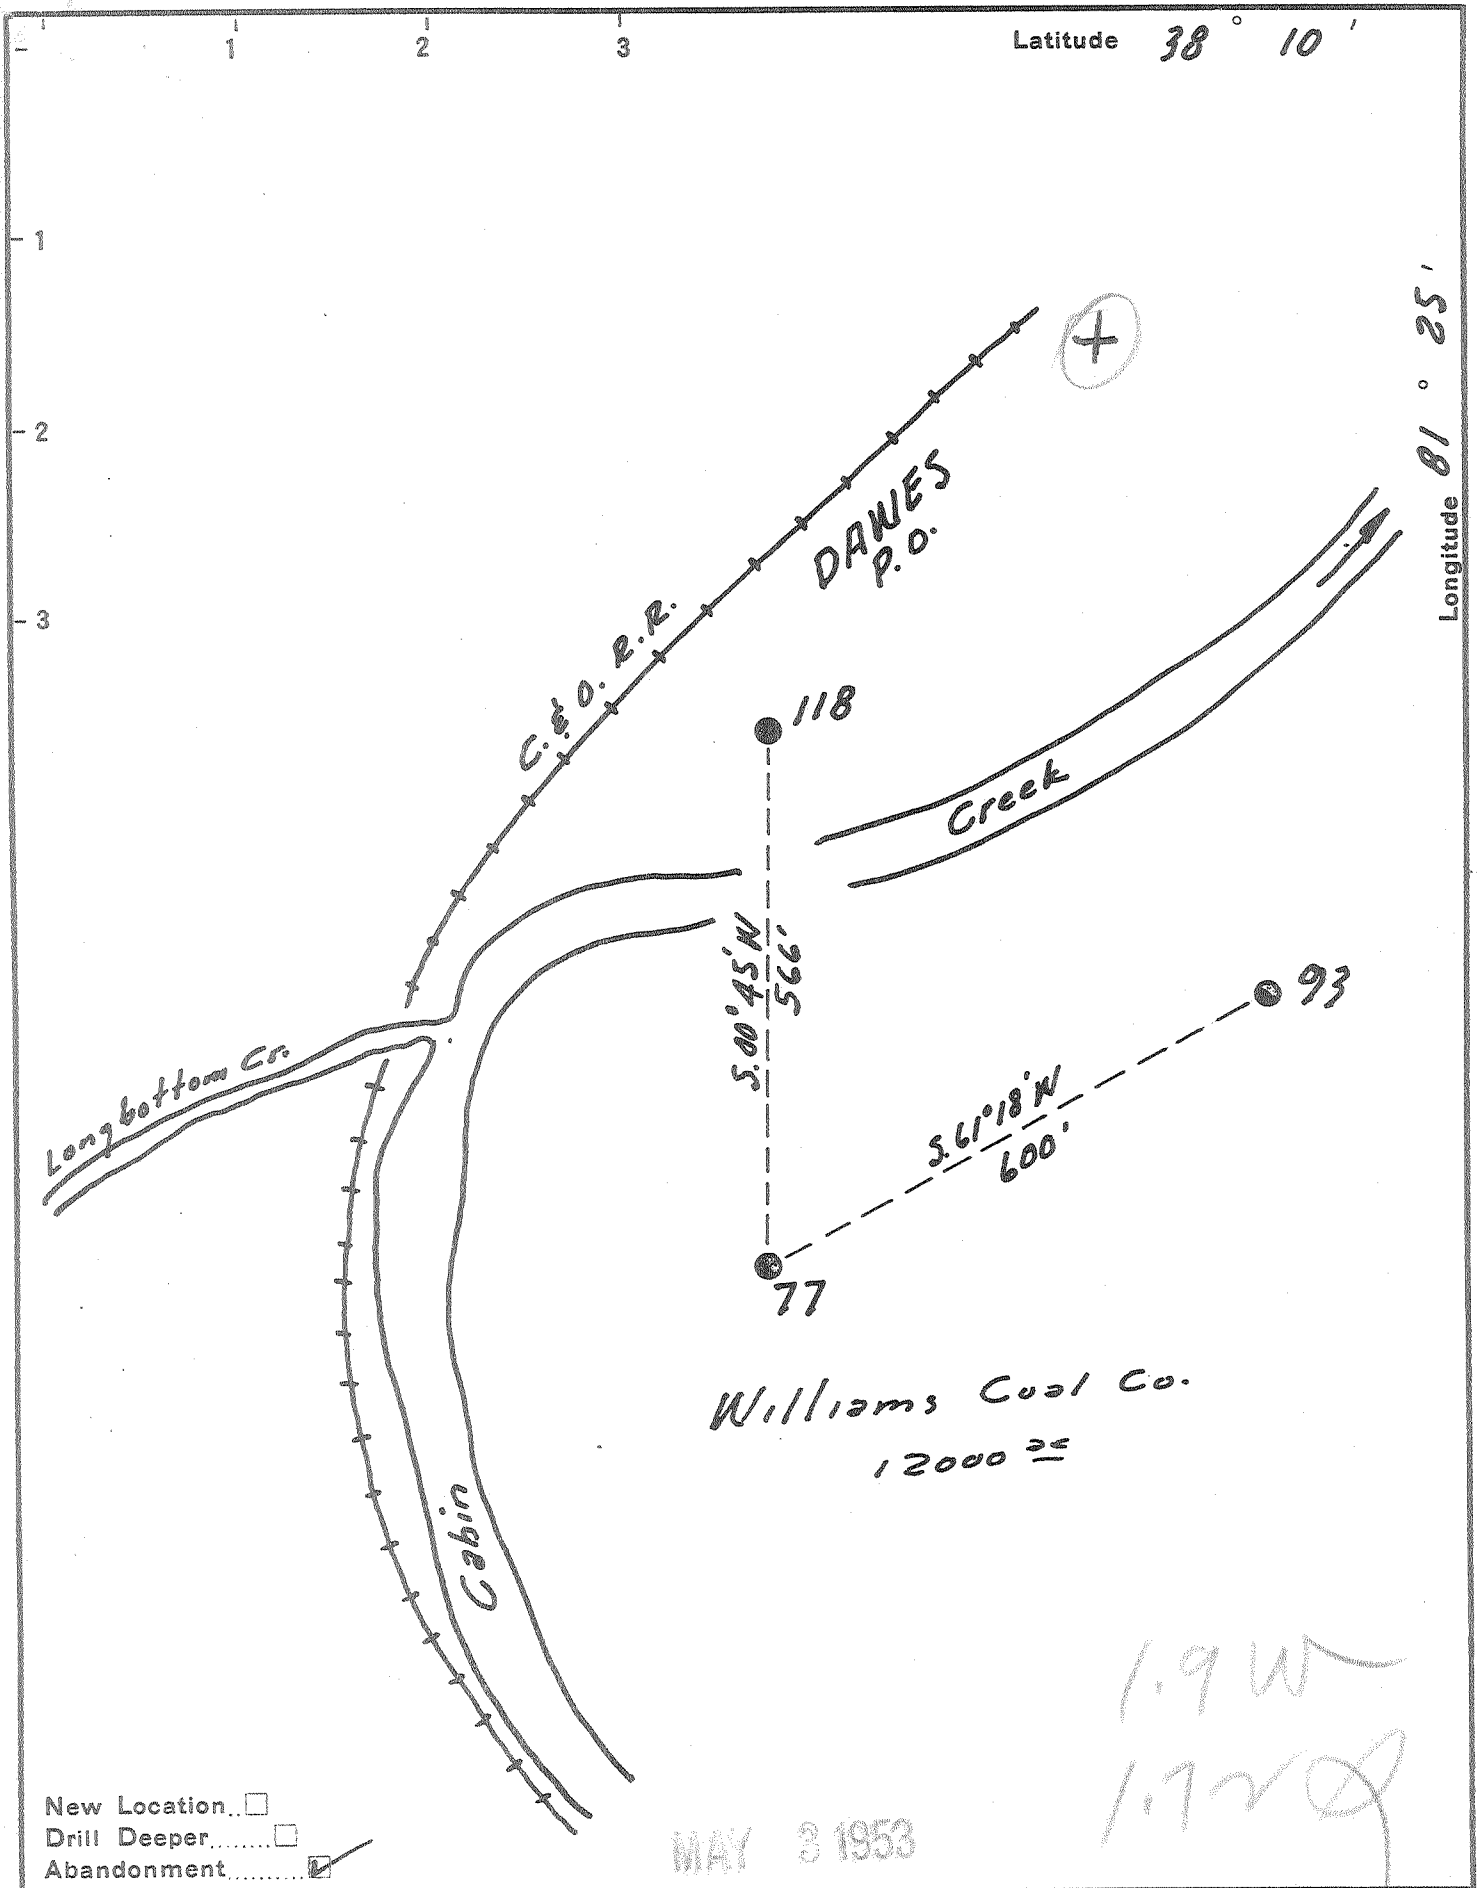 1 2 3 Latitude 38° 10'
1
2
3
Longitude 81° 25'
DAWES
P.O.
C. & O. R.R.
118
Creek
S. 00° 45' W
566'
93
Longbottom Cr.
S. 61° 18' W
600'
77
Williams Coal Co.
12000 ac
Cabin
1.9 W
New Location..
Drill Deeper........
Abandonment.........
MAY 3 1953